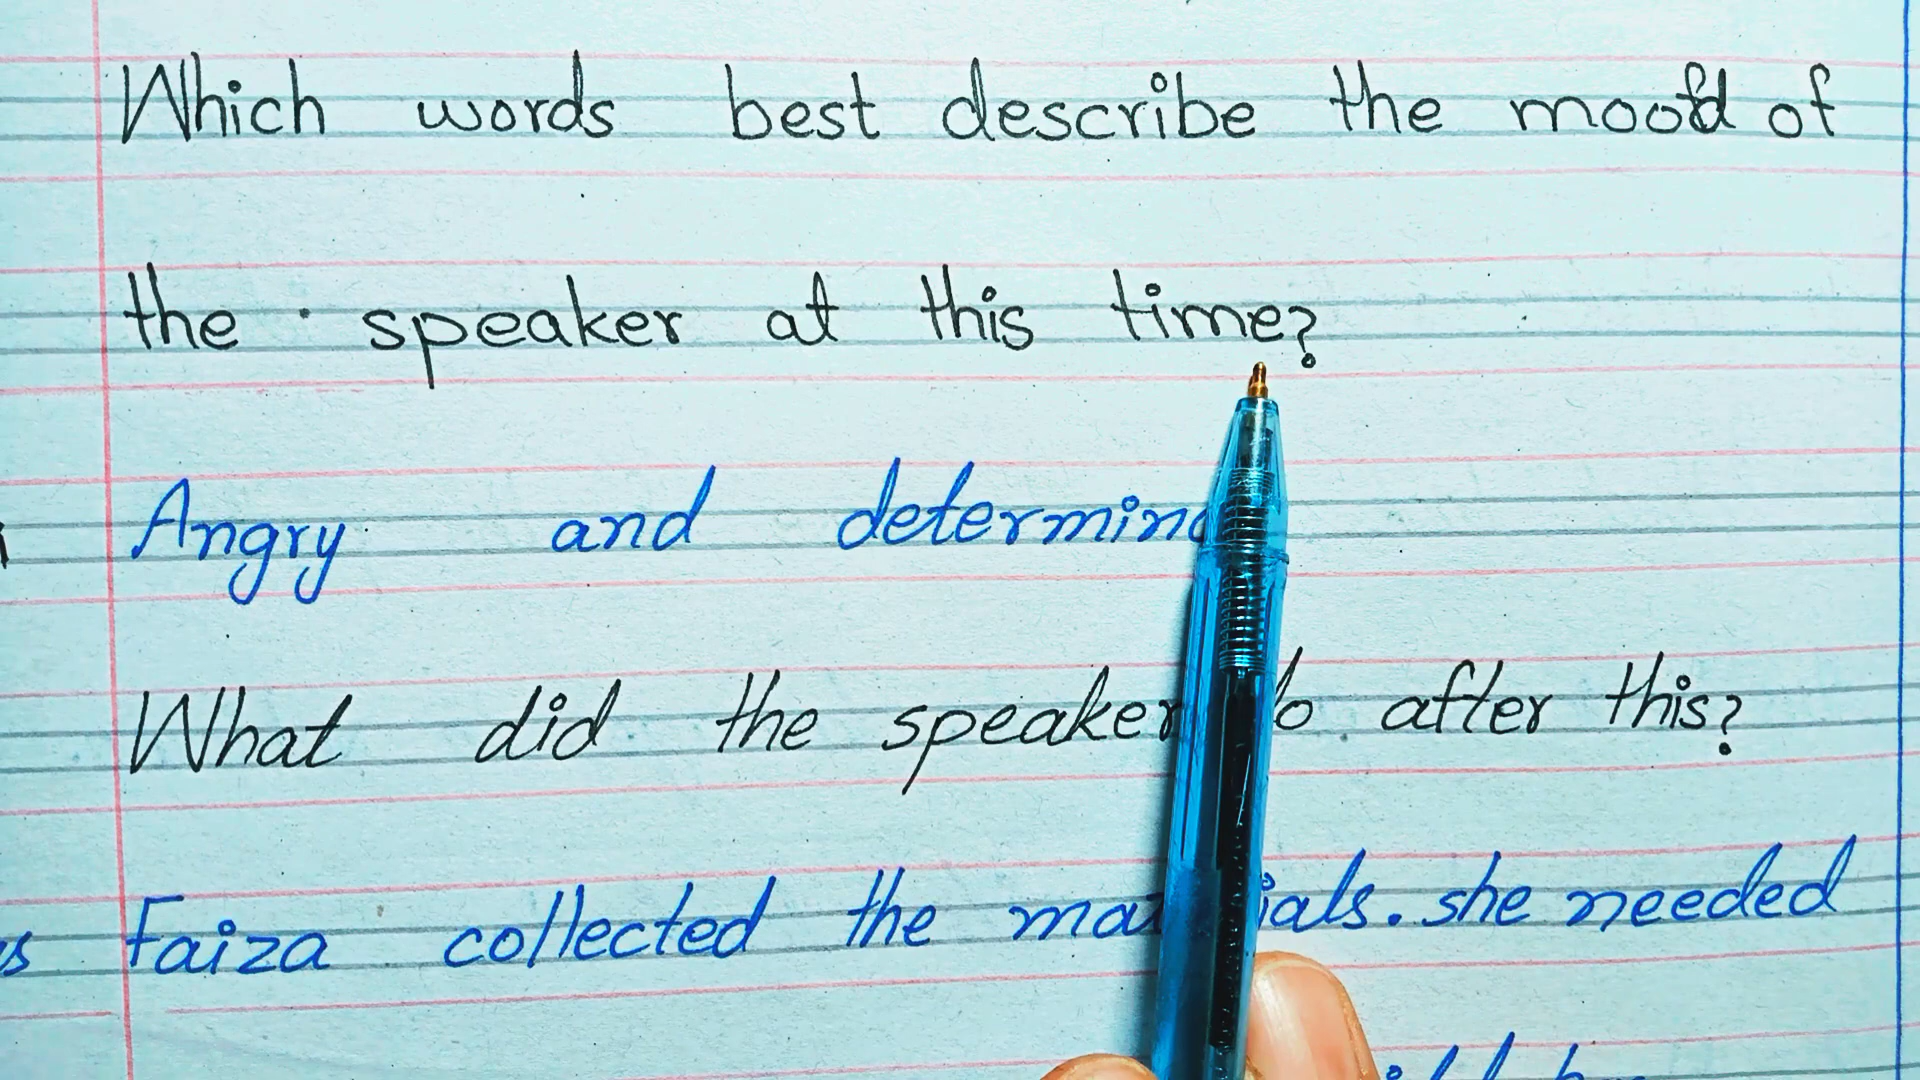 Which words best describe the mood of
the speaker at this time?
Angry and
What did the speaker after this?
s Faiza collected the she needed